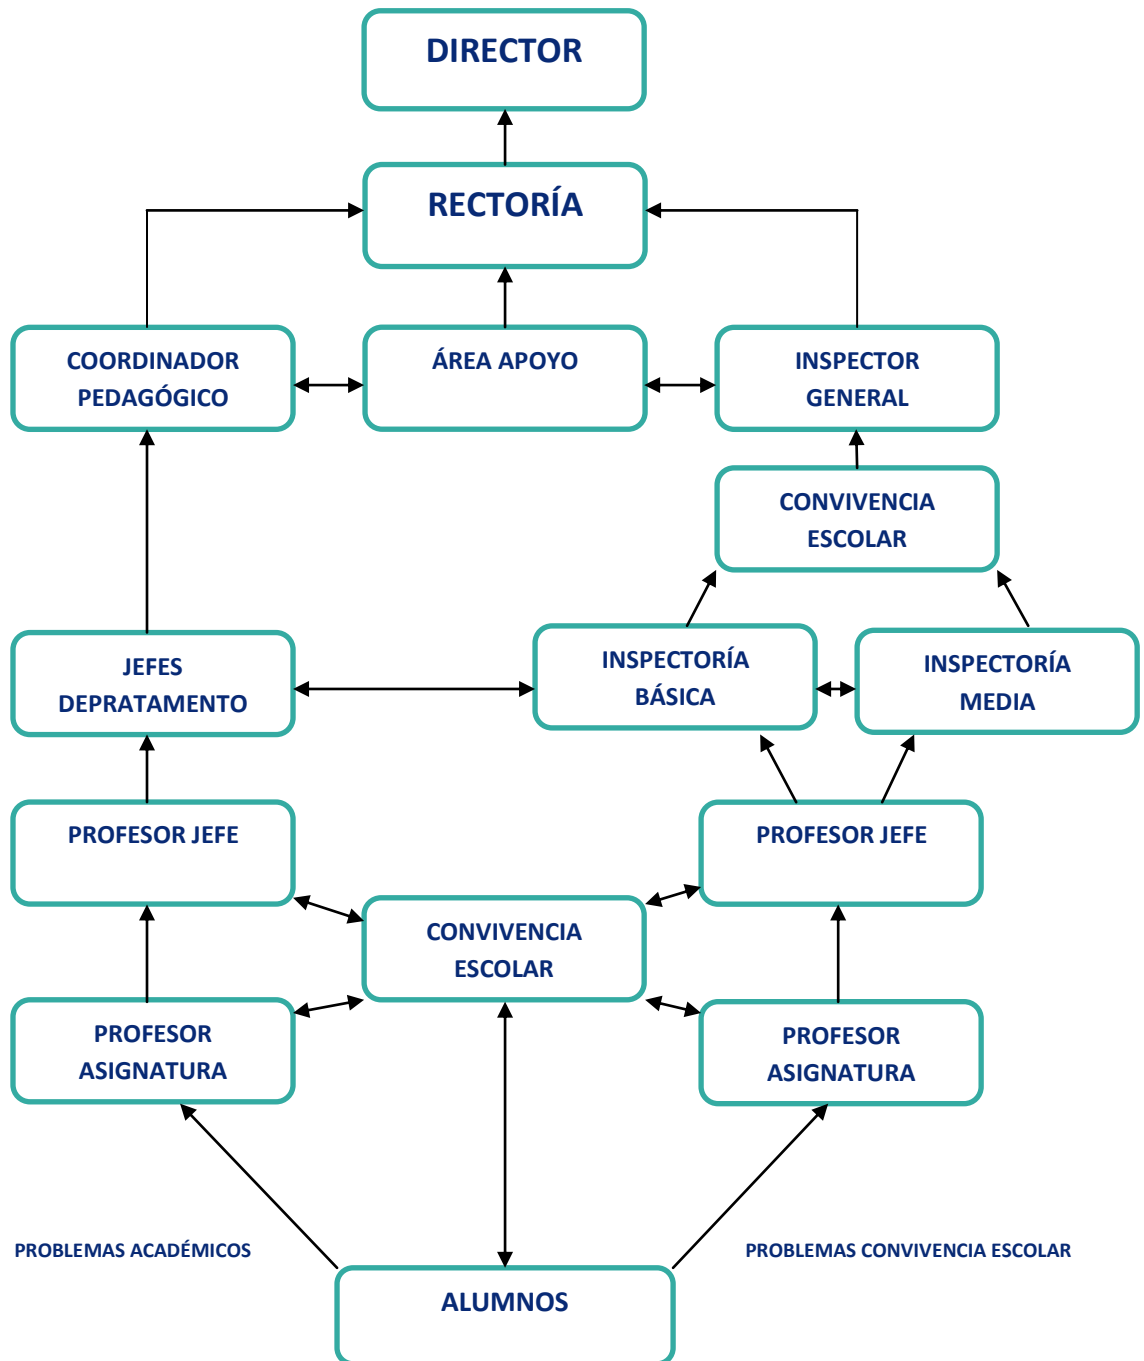 DIRECTOR
RECTORÍA
COORDINADOR
PEDAGÓGICO
ÁREA APOYO
INSPECTOR
GENERAL
CONVIVENCIA
ESCOLAR
JEFES
DEPRATAMENTO
INSPECTORÍA
BÁSICA
INSPECTORÍA
MEDIA
PROFESOR JEFE
PROFESOR JEFE
CONVIVENCIA
ESCOLAR
PROFESOR
ASIGNATURA
PROFESOR
ASIGNATURA
PROBLEMAS ACADÉMICOS
PROBLEMAS CONVIVENCIA ESCOLAR
ALUMNOS